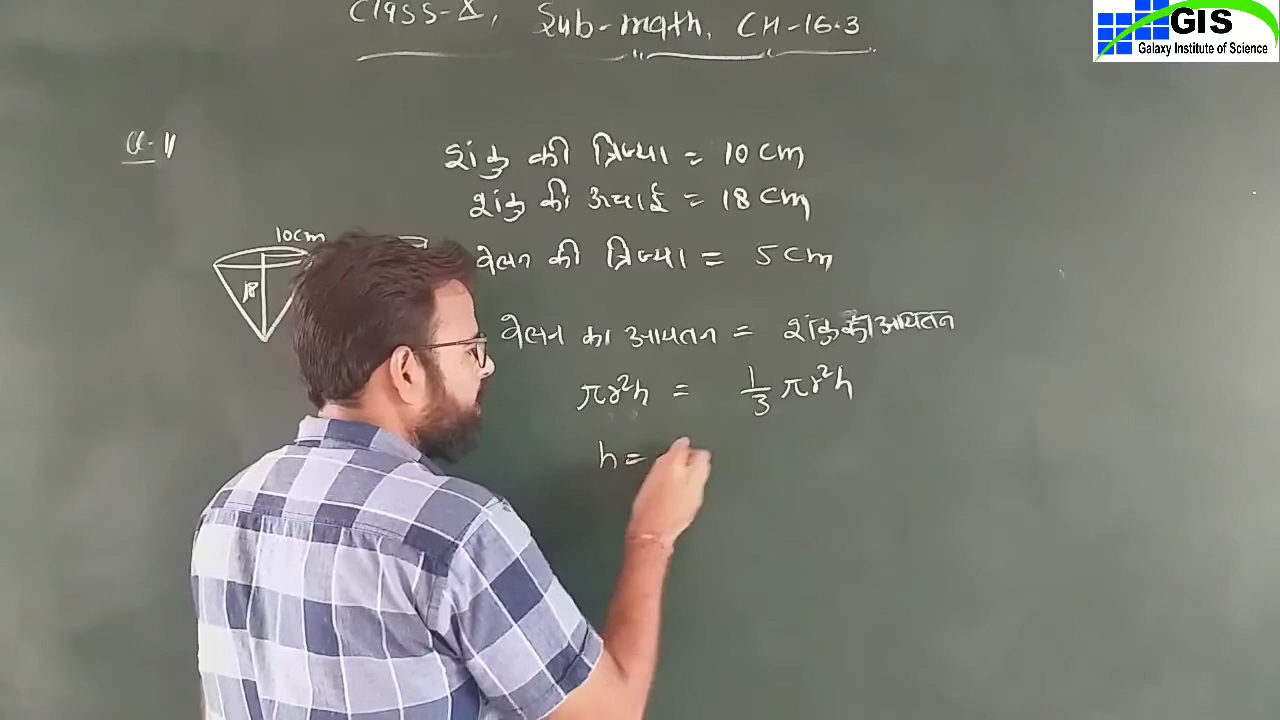 Class-X, Sub-math, CH-16.3
GIS
Galaxy Institute of Science
Q-11
शंकु की त्रिज्या = 10 cm
शंकु की ऊचाई = 18 cm
10cm
18
बेलन की त्रिज्या = 5 cm
बेलन का आयतन = शंकु का आयतन
πr²h = 1/3 πr²h
h =